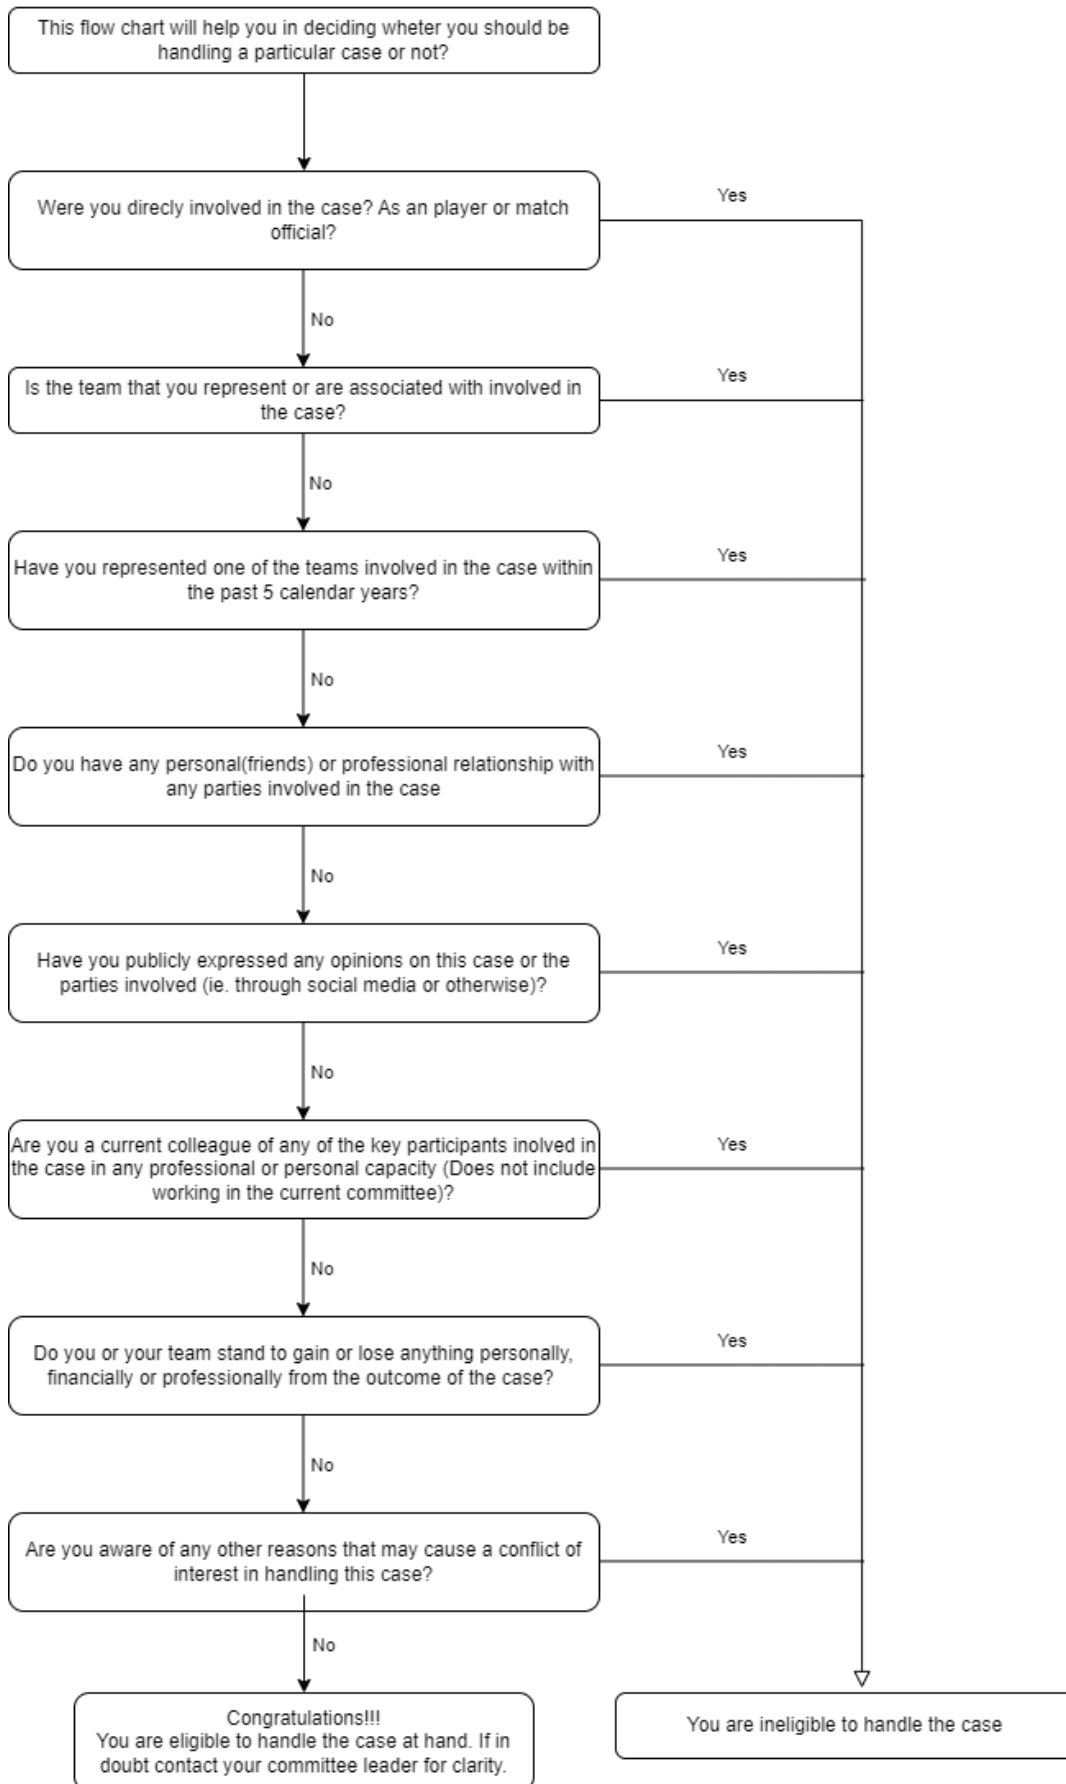 This flow chart will help you in deciding wheter you should be
handling a particular case or not?
Were you direcly involved in the case? As an player or match
official?
Yes
No
Is the team that you represent or are associated with involved in
the case?
Yes
No
Have you represented one of the teams involved in the case within
the past 5 calendar years?
Yes
No
Do you have any personal(friends) or professional relationship with
any parties involved in the case
Yes
No
Have you publicly expressed any opinions on this case or the
parties involved (ie. through social media or otherwise)?
Yes
No
Are you a current colleague of any of the key participants inolved in
the case in any professional or personal capacity (Does not include
working in the current committee)?
Yes
No
Do you or your team stand to gain or lose anything personally,
financially or professionally from the outcome of the case?
Yes
No
Are you aware of any other reasons that may cause a conflict of
interest in handling this case?
Yes
No
Congratulations!!!
You are eligible to handle the case at hand. If in
doubt contact your committee leader for clarity.
You are ineligible to handle the case